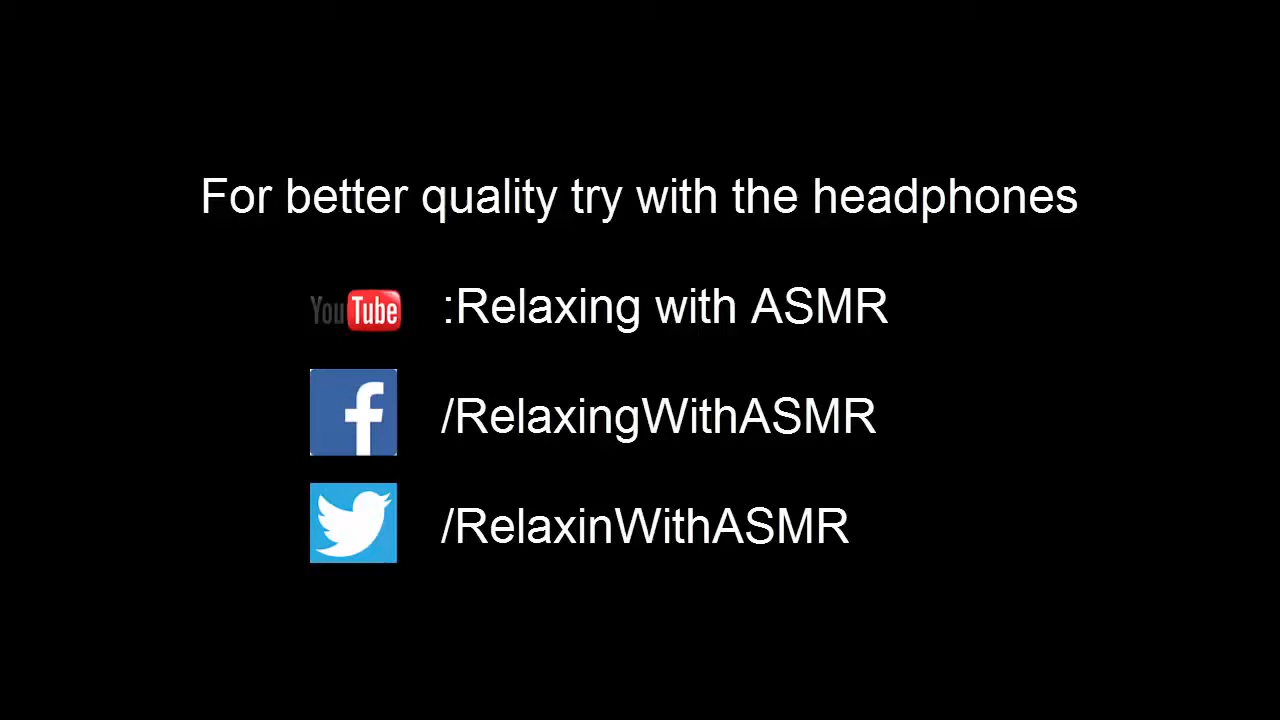 For better quality try with the headphones
YouTube :Relaxing with ASMR
f /RelaxingWithASMR
/RelaxinWithASMR